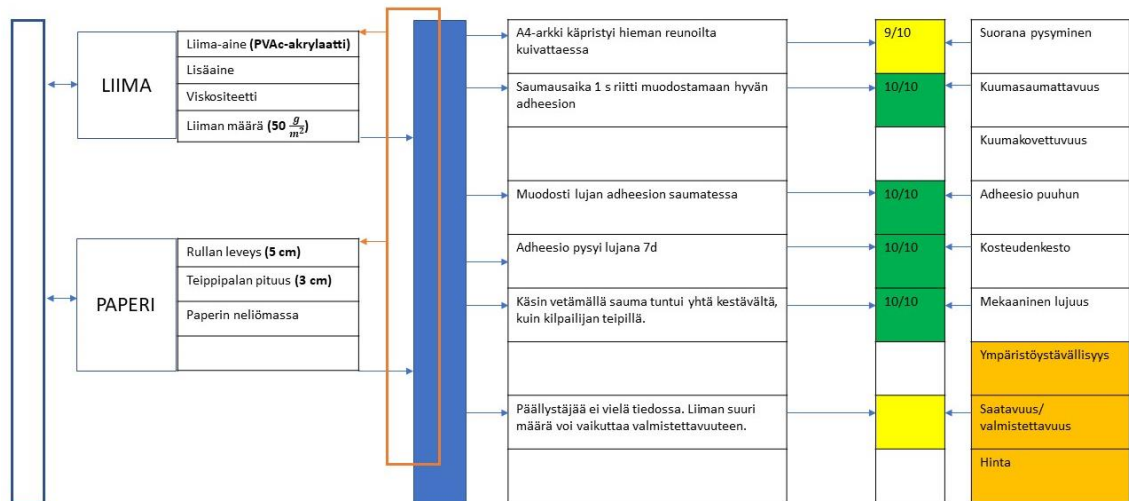 LIIMA
Liima-aine (PVAc-akrylaatti)
Lisäaine
Viskositeetti
Liiman määrä (50 g/m²)
PAPERI
Rullan leveys (5 cm)
Teippipalan pituus (3 cm)
Paperin neliömassa
A4-arkki käpristyi hieman reunoilta
kuivattaessa
9/10
Suorana pysyminen
Saumausaika 1 s riitti muodostamaan hyvän
adheesion
10/10
Kuumasaumattavuus
Kuumakovettuvuus
Muodosti lujan adheesion saumatessa
10/10
Adheesio puuhun
Adheesio pysyi lujana 7d
10/10
Kosteudenkesto
Käsin vetämällä sauma tuntui yhtä kestävältä,
kuin kilpailijan teipillä.
10/10
Mekaaninen lujuus
Ympäristöystävällisyys
Päällystäjää ei vielä tiedossa. Liiman suuri
määrä voi vaikuttaa valmistettavuuteen.
Saatavuus/
valmistettavuus
Hinta